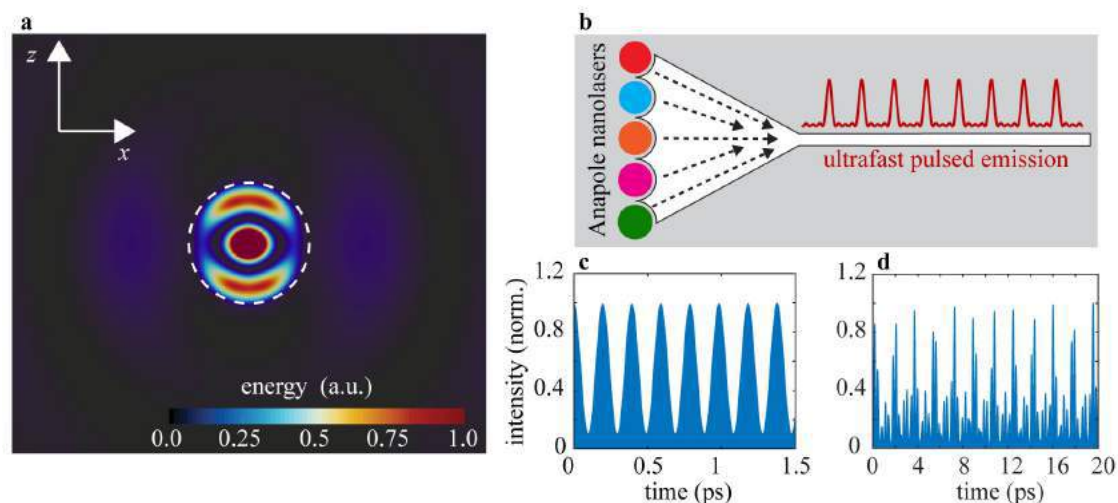 a
z
x
energy (a.u.)
0.0 0.25 0.5 0.75 1.0
b
Anapole nanolasers
ultrafast pulsed emission
c
intensity (norm.)
1.2
0.8
0.4
0
0 0.5 1 1.5
time (ps)
d
1.2
0.8
0.4
0
0 4 8 12 16 20
time (ps)